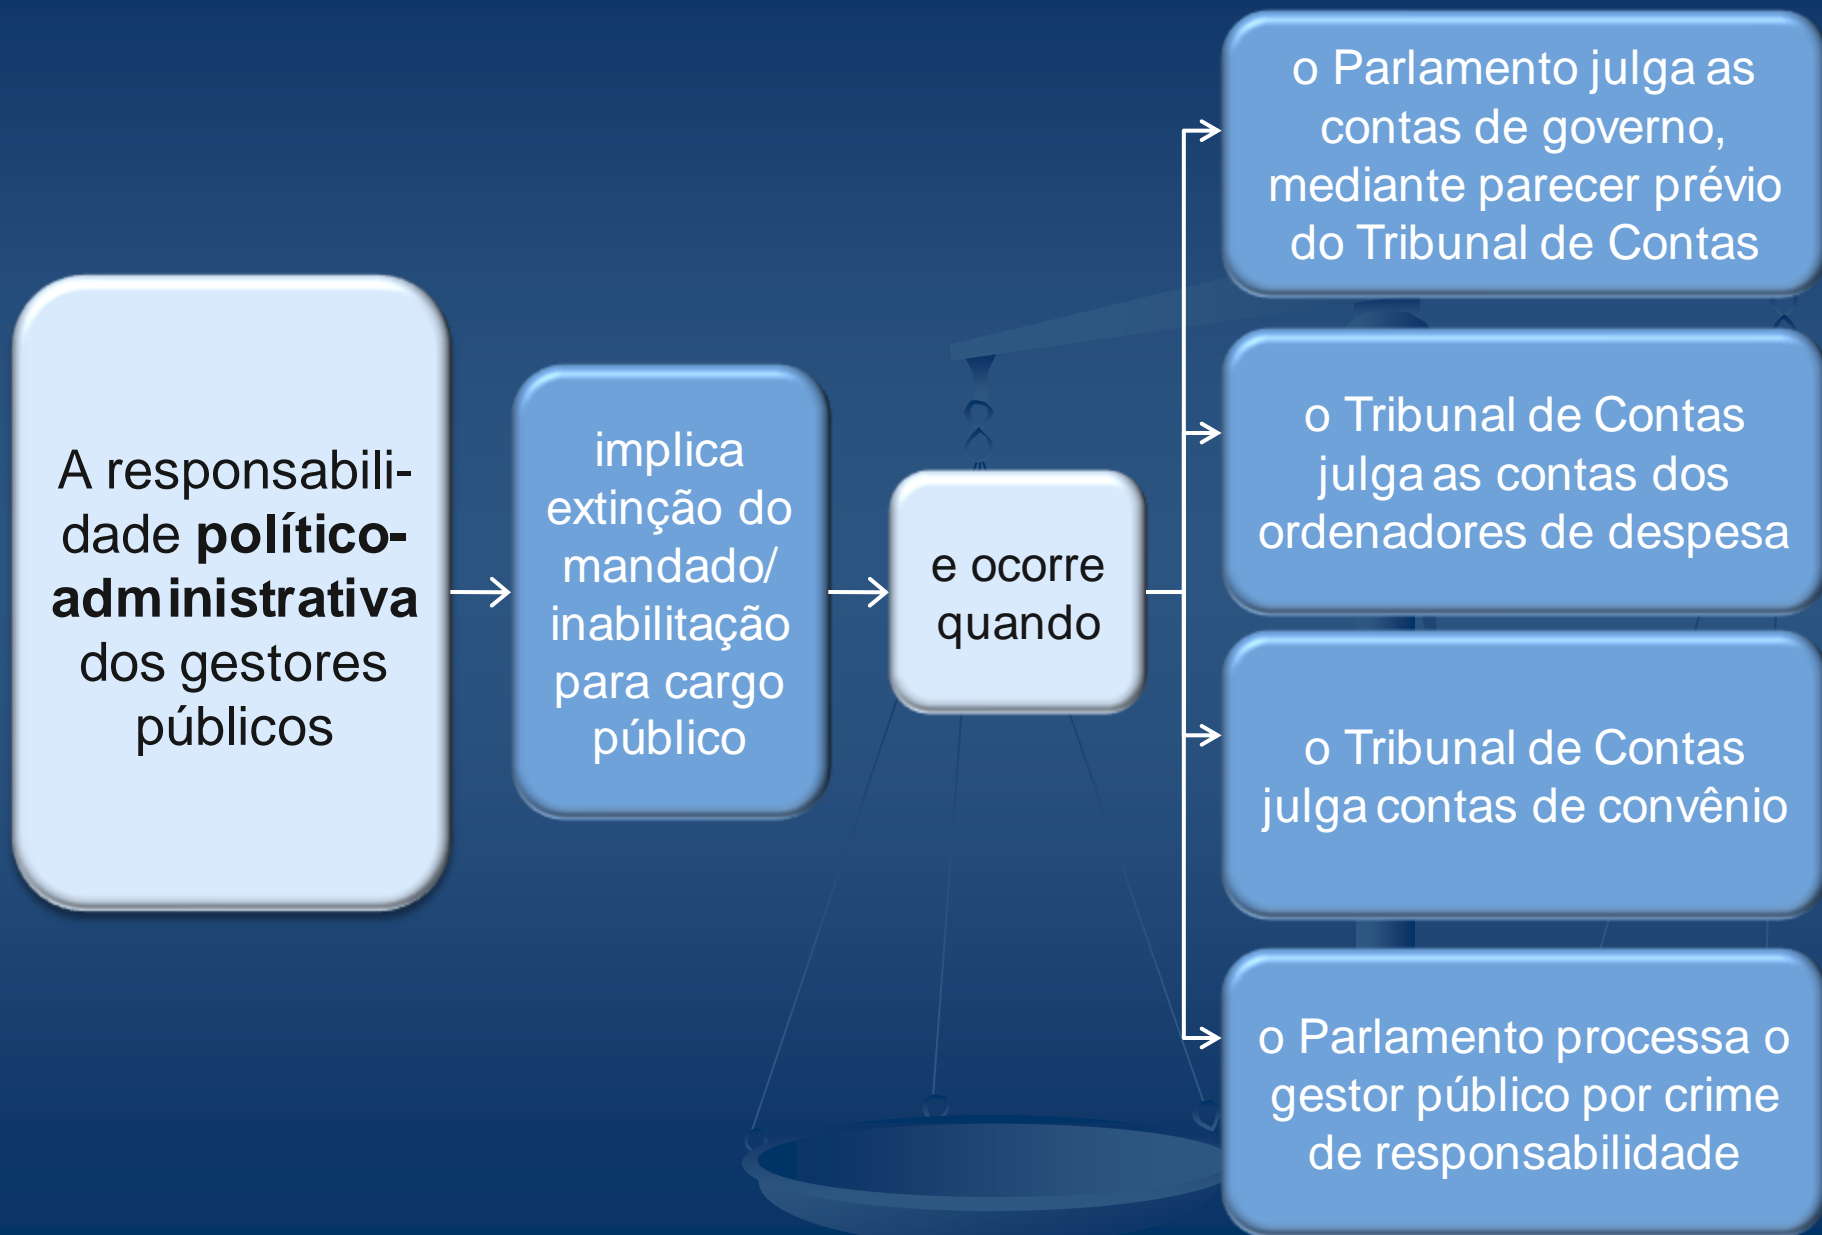 A responsabili-
dade político-
administrativa
dos gestores
públicos
implica
extinção do
mandado/
inabilitação
para cargo
público
e ocorre
quando
o Parlamento julga as
contas de governo,
mediante parecer prévio
do Tribunal de Contas
o Tribunal de Contas
julga as contas dos
ordenadores de despesa
o Tribunal de Contas
julga contas de convênio
o Parlamento processa o
gestor público por crime
de responsabilidade